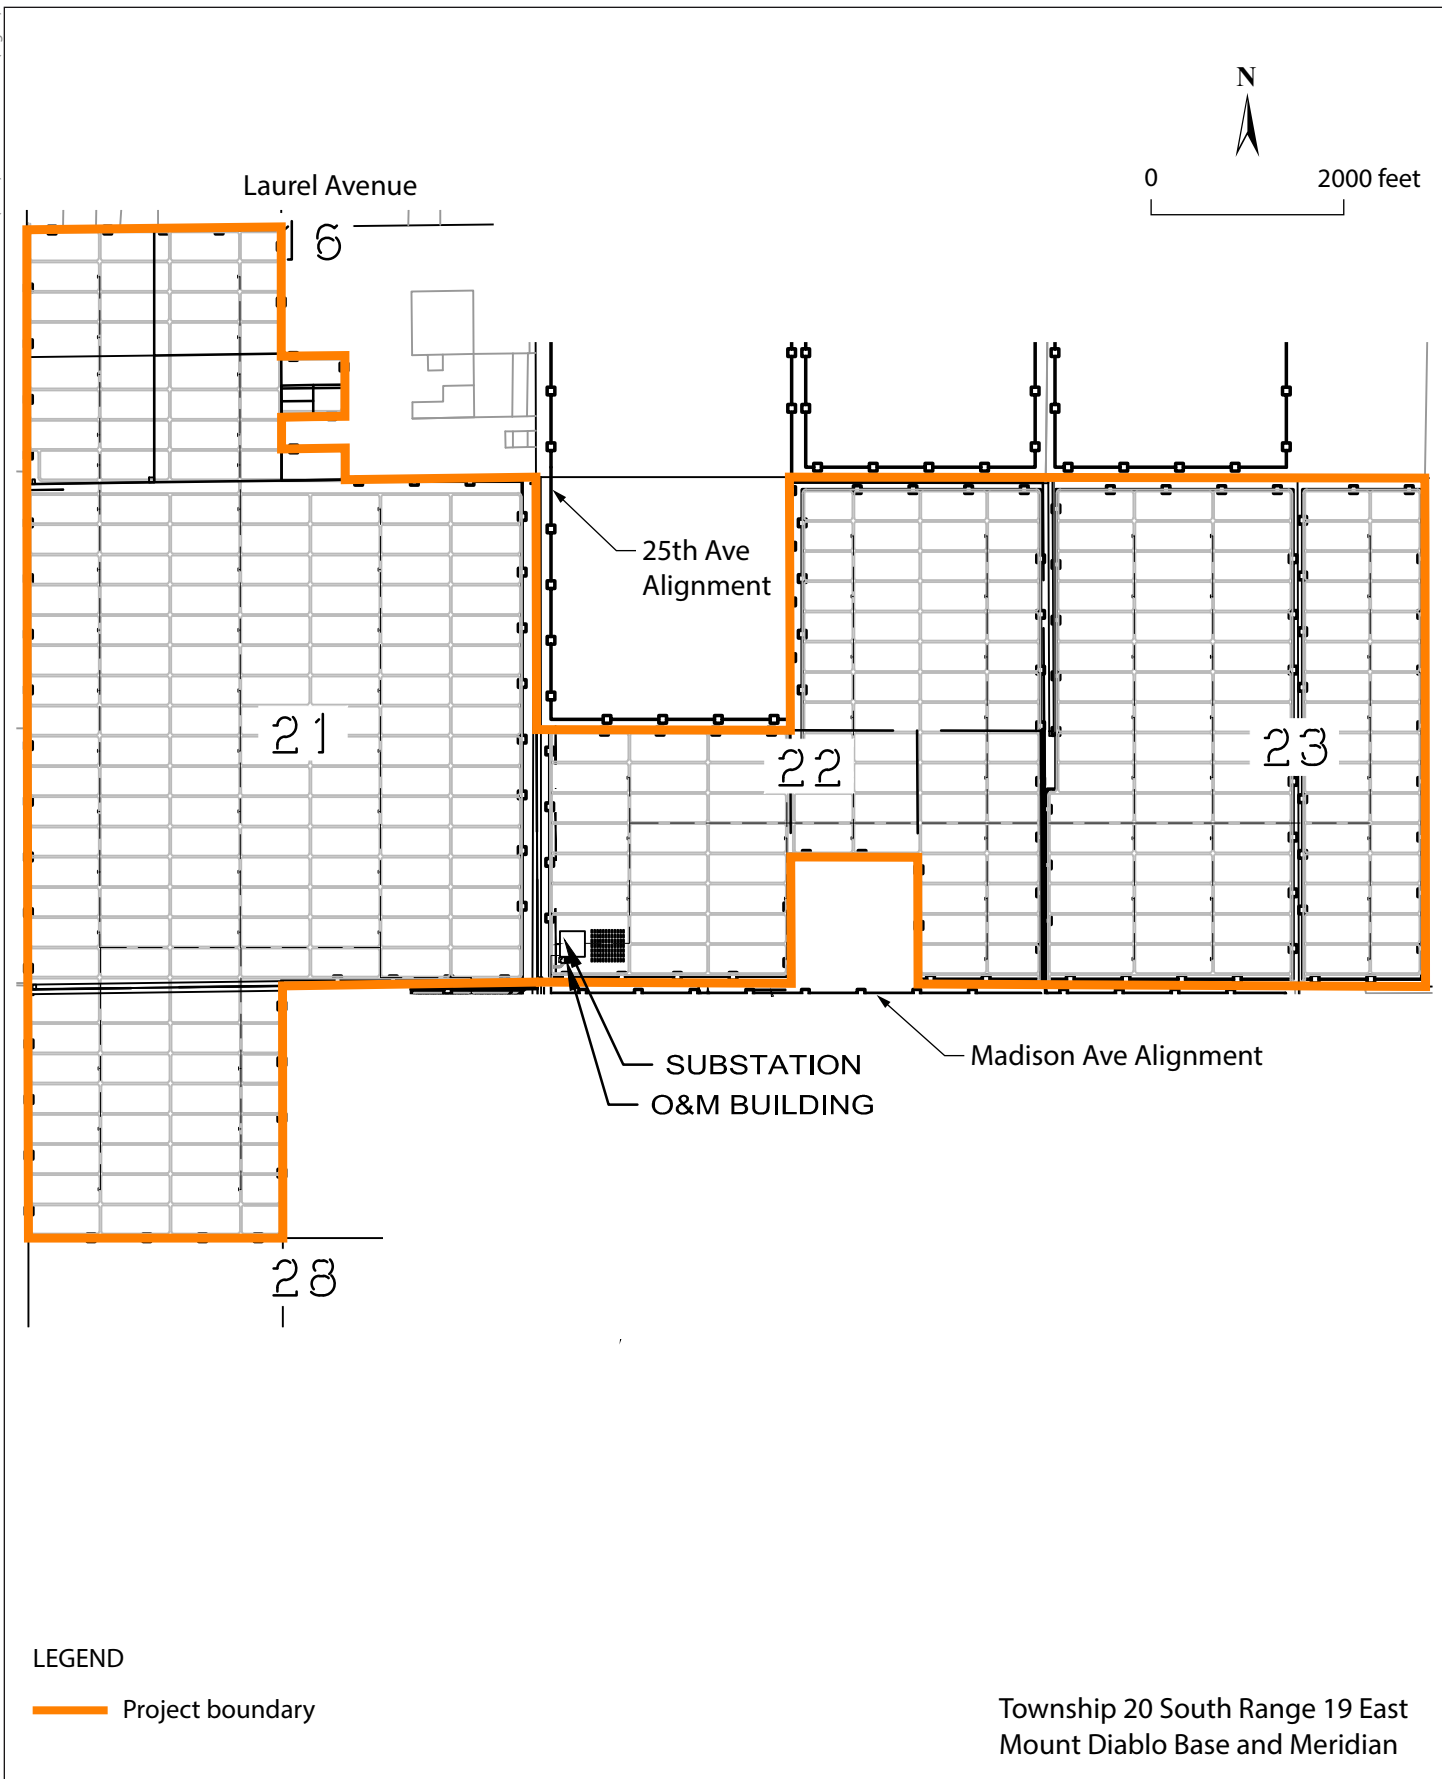 N
0 2000 feet
Laurel Avenue
16
25th Ave
Alignment
21
22
23
Madison Ave Alignment
SUBSTATION
O&M BUILDING
28
LEGEND
Project boundary
Township 20 South Range 19 East
Mount Diablo Base and Meridian